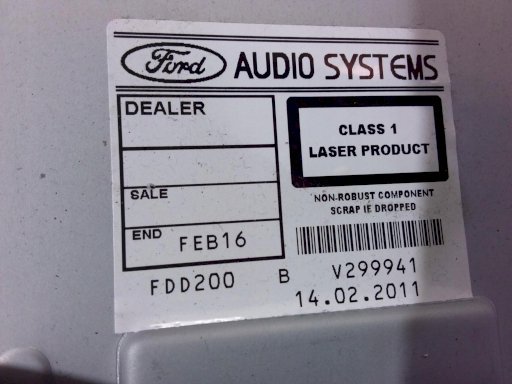 Ford AUDIO SYSTEMS
DEALER
CLASS 1
LASER PRODUCT
SALE
NON-ROBUST COMPONENT
SCRAP IF DROPPED
END FEB16
FDD200 B V299941
14.02.2011